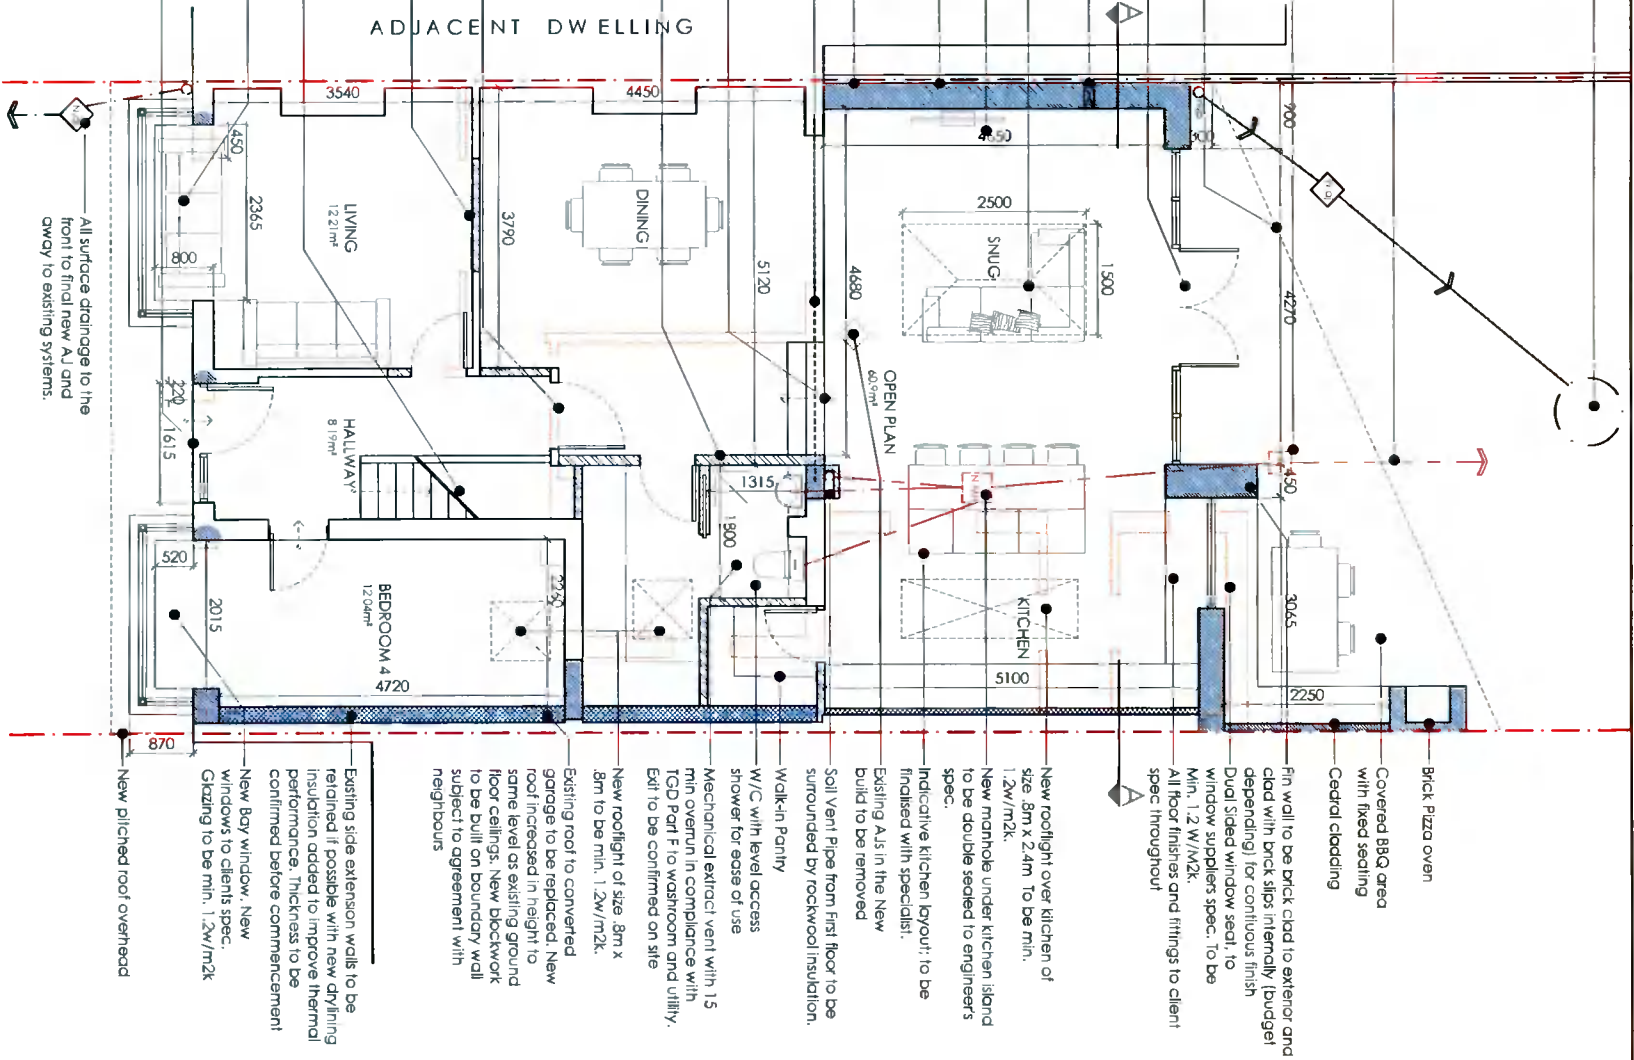 ADJACENT DWELLING
A
3540
4450
4650
900
300
450
2365
800
LIVING
12.21m²
3790
DINING
5120
4680
2500
SNUG
1500
4270
OPEN PLAN
60.9m²
220
1615
HALLWAY
8.19m²
1315
1800
450
3065
KITCHEN
520
2015
BEDROOM 4
12.04m²
2260
4720
5100
2250
870
A
All surface drainage to the
front to final new AJ and
away to existing systems.
Brick Pizza oven
Covered BBQ area
with fixed seating
Cedral cladding
Fin wall to be brick clad to exterior and
clad with brick slips internally (budget
depending) for contiuous finish
Dual Sided window seat, to
window suppliers spec. To be
Min. 1.2 W/M2K.
All floor finishes and fittings to client
spec throughout
New rooflight over kitchen of
size .8m x 2.4m To be min.
1.2w/m2k.
New manhole under kitchen island
to be double sealed to engineer's
spec.
Indicative kitchen layout; to be
finalised with specialist.
Existing AJs in the New
build to be removed
Soil Vent Pipe from First floor to be
surrounded by rockwool insulation.
Walk-in Pantry
W/C with level access
shower for ease of use
Mechanical extract vent with 15
min overrun in compliance with
TGD Part F to washroom and utility.
Exit to be confirmed on site
New rooflight of size .8m x
.8m to be min. 1.2w/m2k.
Existing roof to converted
garage to be replaced. New
roof increased in height to
same level as existing ground
floor ceilings. New blockwork
to be built on boundary wall
subject to agreement with
neighbours
Existing side extension walls to be
retained if possible with new drylining
insulation added to improve thermal
performance. Thickness to be
confirmed before commencement
New Bay window. New
windows to clients spec.
Glazing to be min. 1.2w/m2k
New pitched roof overhead